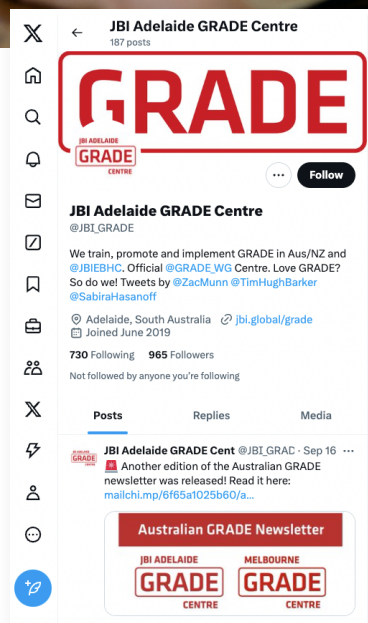 JBI Adelaide GRADE Centre
187 posts
GRADE
JBI ADELAIDE
GRADE
CENTRE
Follow
JBI Adelaide GRADE Centre
@JBI_GRADE
We train, promote and implement GRADE in Aus/NZ and
@JBIEBHC. Official @GRADE_WG Centre. Love GRADE?
So do we! Tweets by @ZacMunn @TimHughBarker
@SabiraHasanoff
Adelaide, South Australia jbi.global/grade
Joined June 2019
730 Following 965 Followers
Not followed by anyone you're following
Posts Replies Media
JBI ADELAIDE
GRADE
CENTRE
JBI Adelaide GRADE Cent @JBI_GRAD · Sep 16 ···
🚨 Another edition of the Australian GRADE
newsletter was released! Read it here:
mailchi.mp/6f65a1025b60/a...
Australian GRADE Newsletter
JBI ADELAIDE MELBOURNE
GRADE GRADE
CENTRE CENTRE